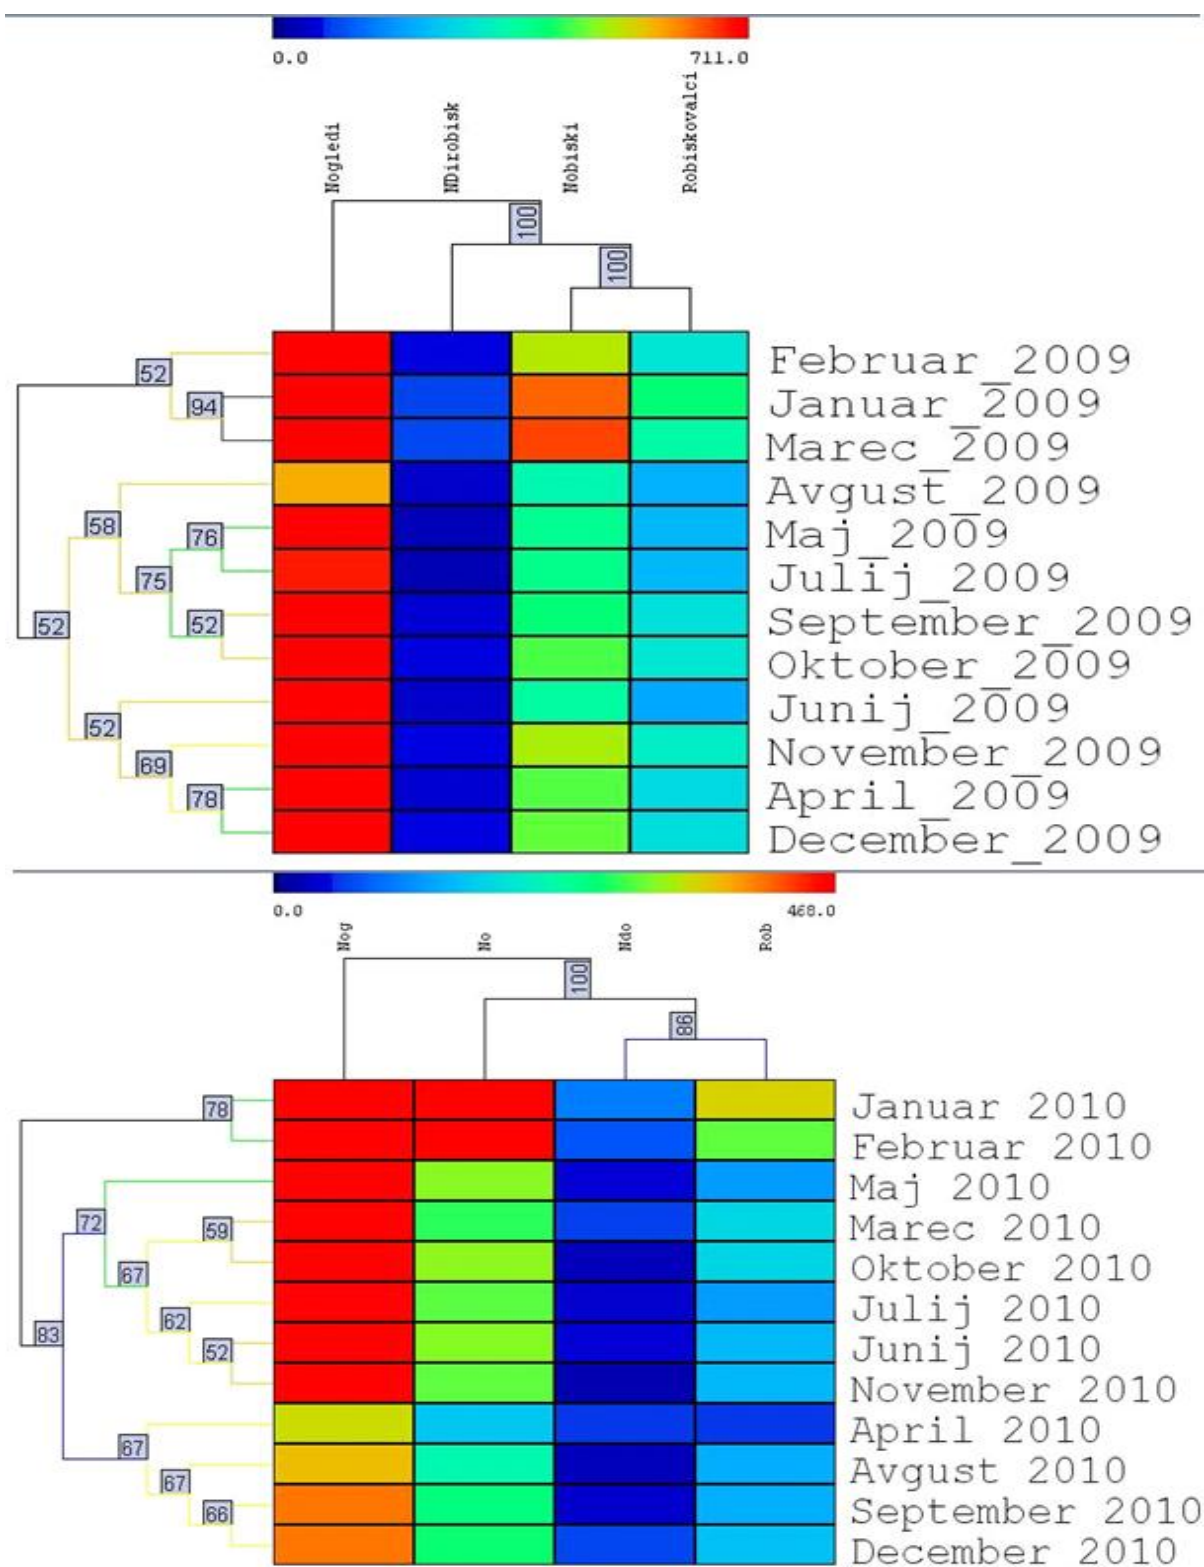 0.0 711.0
Nogledi NDirobisk Nobiski Robiskovalci
100
100
Februar_2009
52
Januar_2009
94
Marec_2009
Avgust_2009
58
Maj_2009
76
Julij_2009
75
September_2009
52
52
Oktober_2009
Junij_2009
52
November_2009
69
April_2009
78
December_2009
0.0 468.0
Nog No Ndo Rob
100
86
78
Januar 2010
Februar 2010
Maj 2010
72
59
Marec 2010
Oktober 2010
67
Julij 2010
62
83
52
Junij 2010
November 2010
April 2010
67
Avgust 2010
67
September 2010
66
December 2010